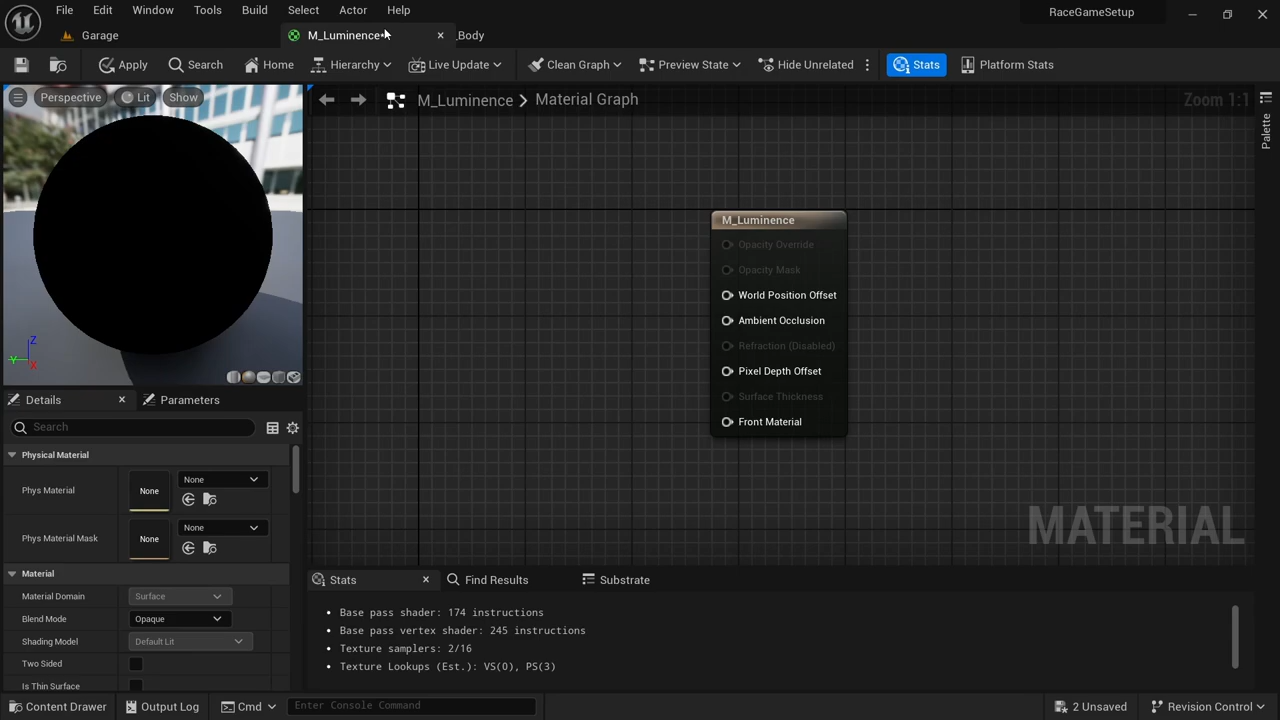 File Edit Window Tools Build Select Actor Help
RaceGameSetup
Garage
M_Luminence*
_Body
Apply
Search
Home
Hierarchy
Live Update
Clean Graph
Preview State
Hide Unrelated
Stats
Platform Stats
Perspective
Lit
Show
M_Luminence > Material Graph
Zoom 1:1
Palette
Z
Y
X
M_Luminence
Opacity Override
Opacity Mask
World Position Offset
Ambient Occlusion
Refraction (Disabled)
Pixel Depth Offset
Surface Thickness
Front Material
MATERIAL
Details
Parameters
Search
Physical Material
Phys Material
None
None
Phys Material Mask
None
None
Material
Material Domain
Surface
Blend Mode
Opaque
Shading Model
Default Lit
Two Sided
Is Thin Surface
Stats
Find Results
Substrate
• Base pass shader: 174 instructions
• Base pass vertex shader: 245 instructions
• Texture samplers: 2/16
• Texture Lookups (Est.): VS(0), PS(3)
Content Drawer
Output Log
Cmd
Enter Console Command
2 Unsaved
Revision Control